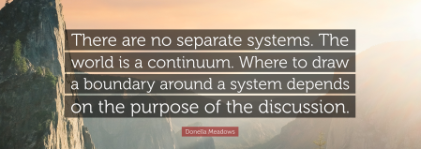 There are no separate systems. The
world is a continuum. Where to draw
a boundary around a system depends
on the purpose of the discussion.
Donella Meadows